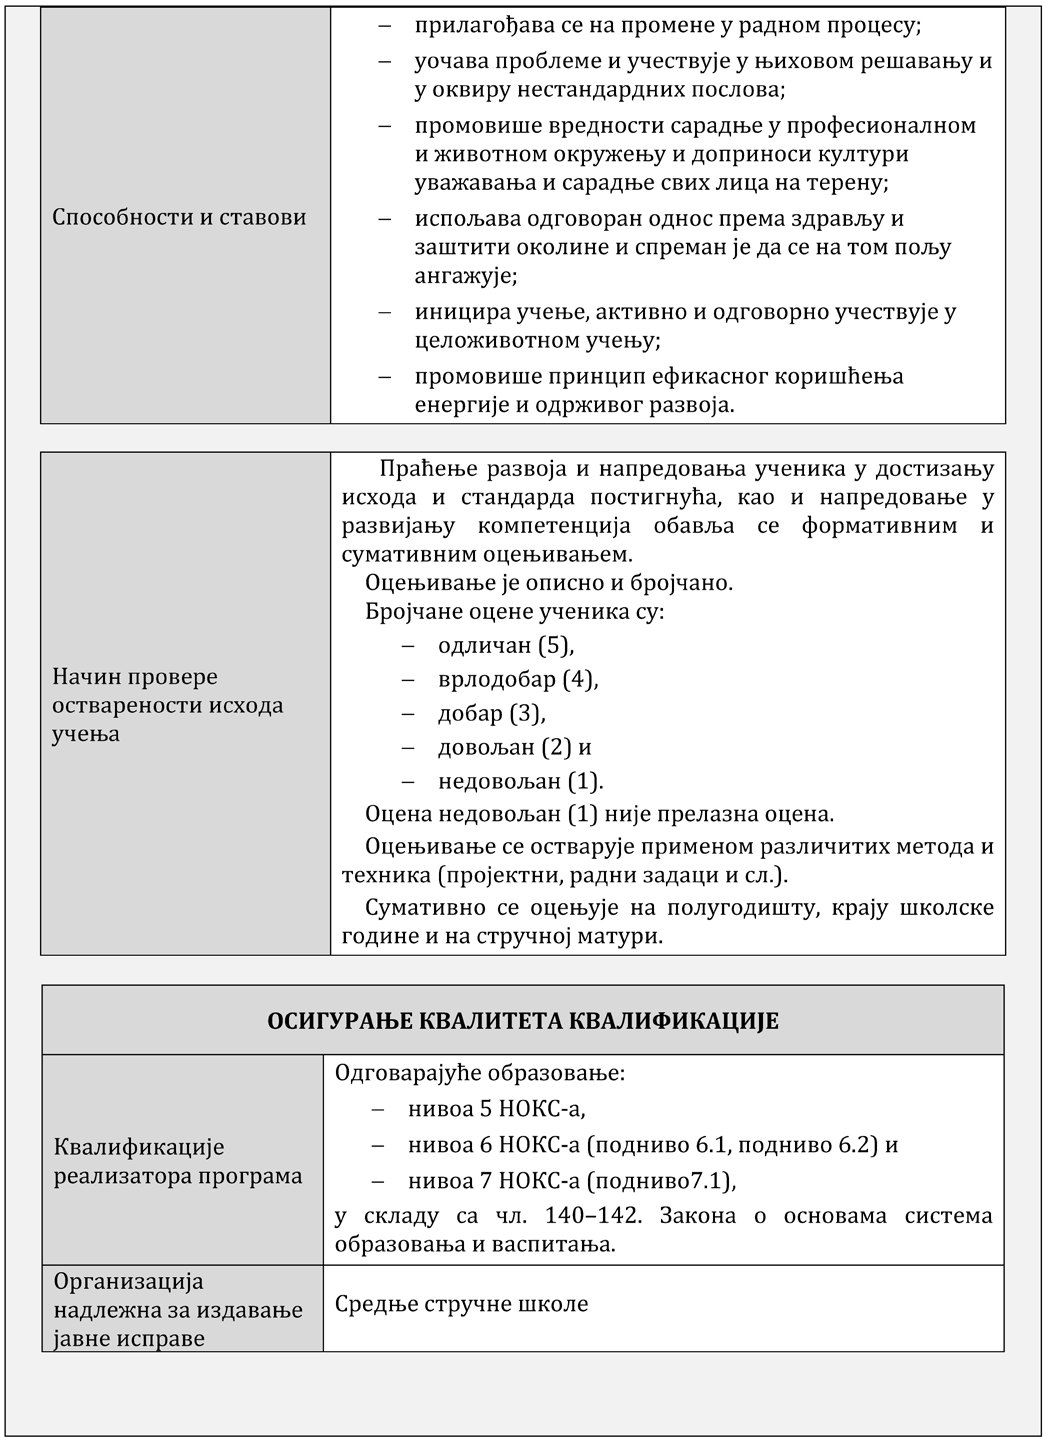 Способности и ставови
– прилагођава се на промене у радном процесу;
– уочава проблеме и учествује у њиховом решавању и
у оквиру нестандардних послова;
– промовише вредности сарадње у професионалном
и животном окружењу и доприноси култури
уважавања и сарадње свих лица на терену;
– испољава одговоран однос према здрављу и
заштити околине и спреман је да се на том пољу
ангажује;
– иницира учење, активно и одговорно учествује у
целоживотном учењу;
– промовише принцип ефикасног коришћења
енергије и одрживог развоја.
Начин провере
остварености исхода
учења
Праћење развоја и напредовања ученика у достизању
исхода и стандарда постигнућа, као и напредовање у
развијању компетенција обавља се формативним и
сумативним оцењивањем.
Оцењивање је описно и бројчано.
Бројчане оцене ученика су:
– одличан (5),
– врлодобар (4),
– добар (3),
– довољан (2) и
– недовољан (1).
Оцена недовољан (1) није прелазна оцена.
Оцењивање се остварује применом различитих метода и
техника (пројектни, радни задаци и сл.).
Сумативно се оцењује на полугодишту, крају школске
године и на стручној матури.
ОСИГУРАЊЕ КВАЛИТЕТА КВАЛИФИКАЦИЈЕ
Квалификације
реализатора програма
Одговарајуће образовање:
– нивоа 5 НОКС-а,
– нивоа 6 НОКС-а (подниво 6.1, подниво 6.2) и
– нивоа 7 НОКС-а (подниво7.1),
у складу са чл. 140–142. Закона о основама система
образовања и васпитања.
Организација
надлежна за издавање
јавне исправе
Средње стручне школе